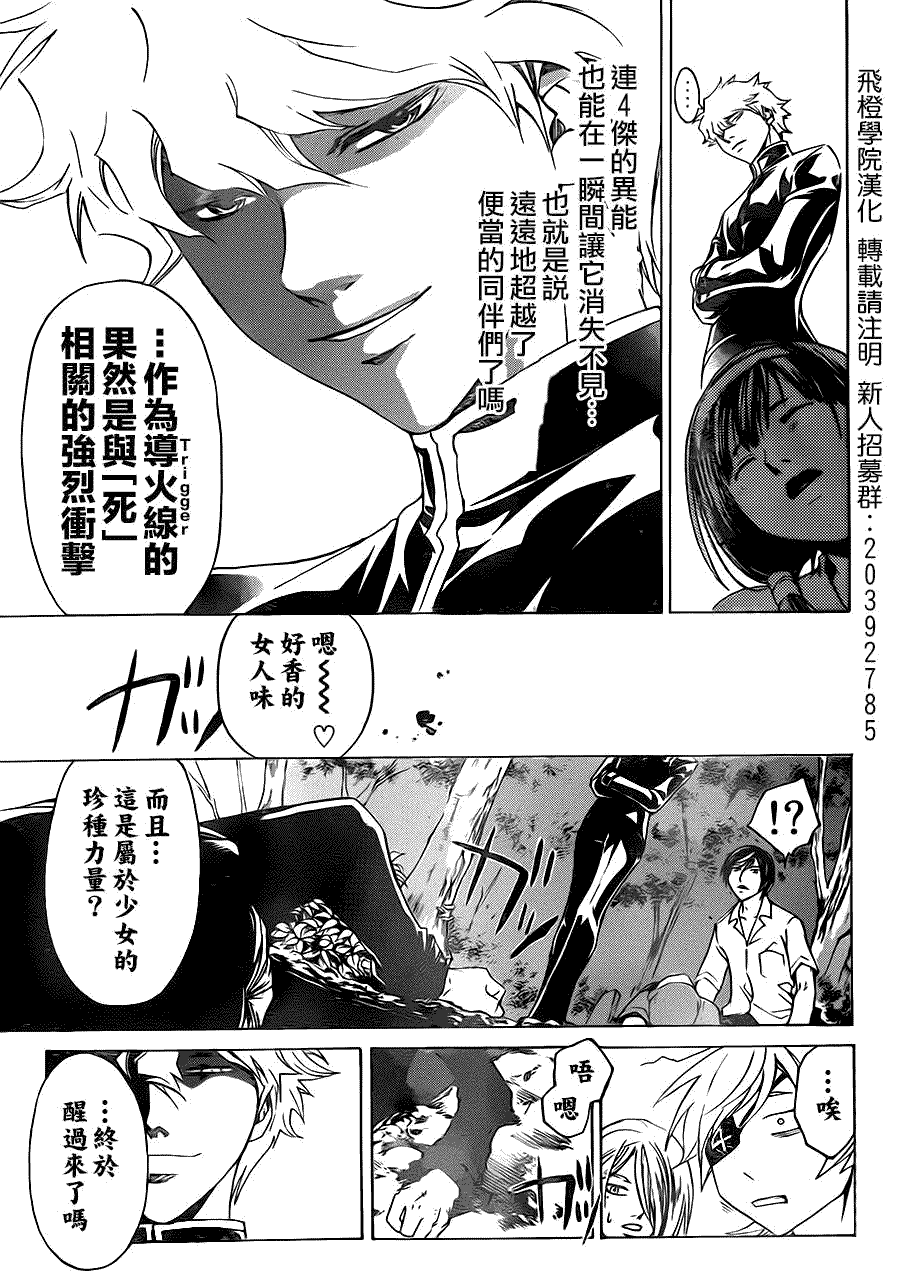 飛橙學院漢化 轉載請注明 新人招募群：20392785
‥‥
連4傑的異能
也能在一瞬間讓它消失不見…
也就是說
遠遠地超越了
便當的同伴們了嗎
…作為導火線的
Trigger
果然是與「死」
相關的強烈衝擊
嗯～～
好香的
女人味
♡
ガッ
!?
而且…
這是屬於少女的
珍種力量？
ググ
…唉
唔
嗯
ガッ
…終於
醒過來了嗎